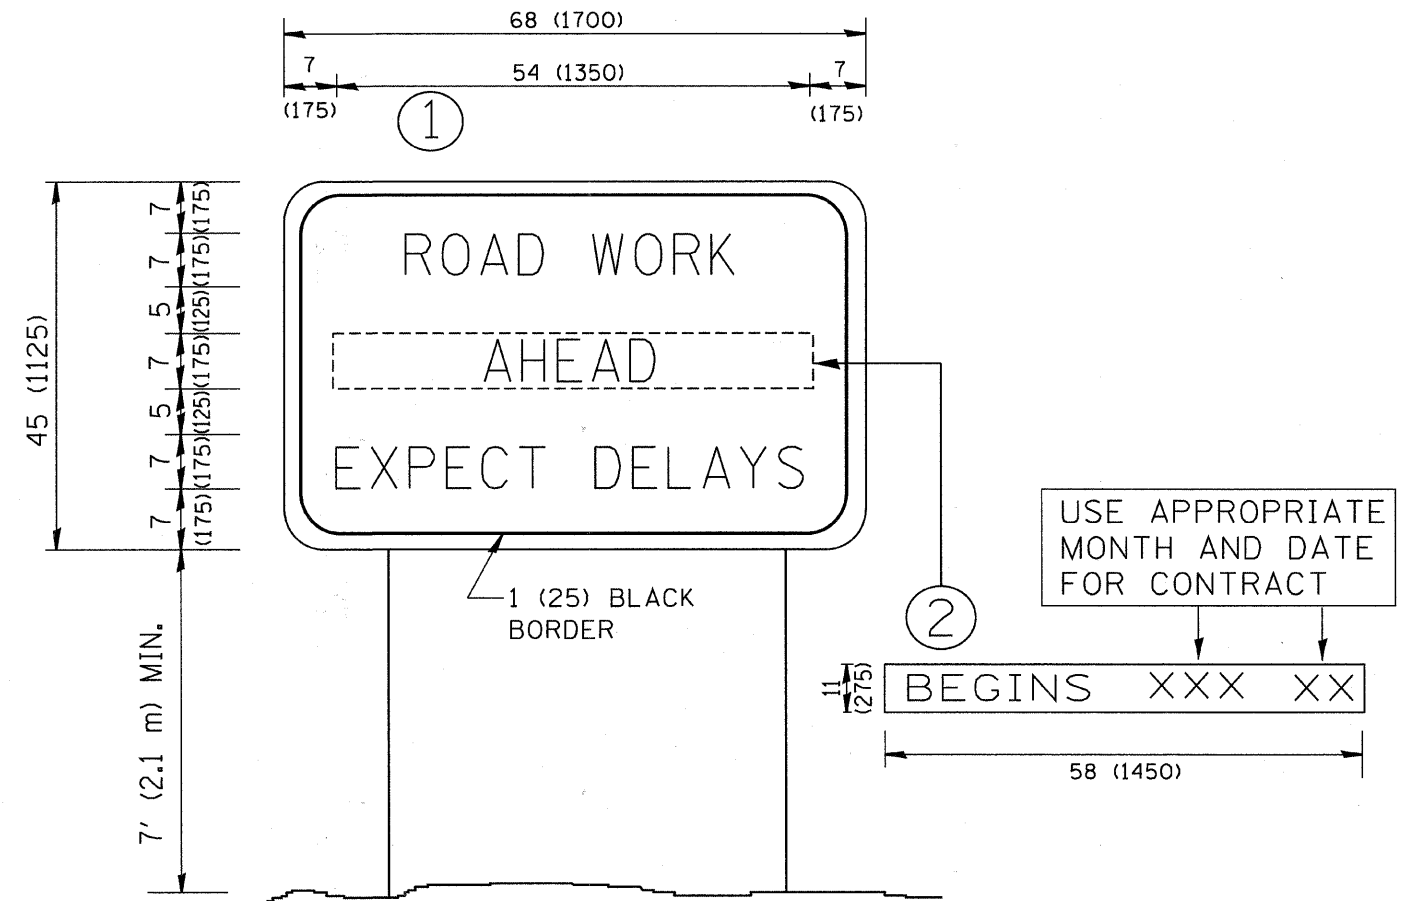 68 (1700)
7
54 (1350)
7
(175)
(175)
1
45 (1125)
7
(175)
7
(175)
5
(125)
7
(175)
5
(125)
7
(175)
7
(175)
ROAD WORK
AHEAD
EXPECT DELAYS
1 (25) BLACK
BORDER
7' (2.1 m) MIN.
2
USE APPROPRIATE
MONTH AND DATE
FOR CONTRACT
11
(275)
BEGINS XXX XX
58 (1450)